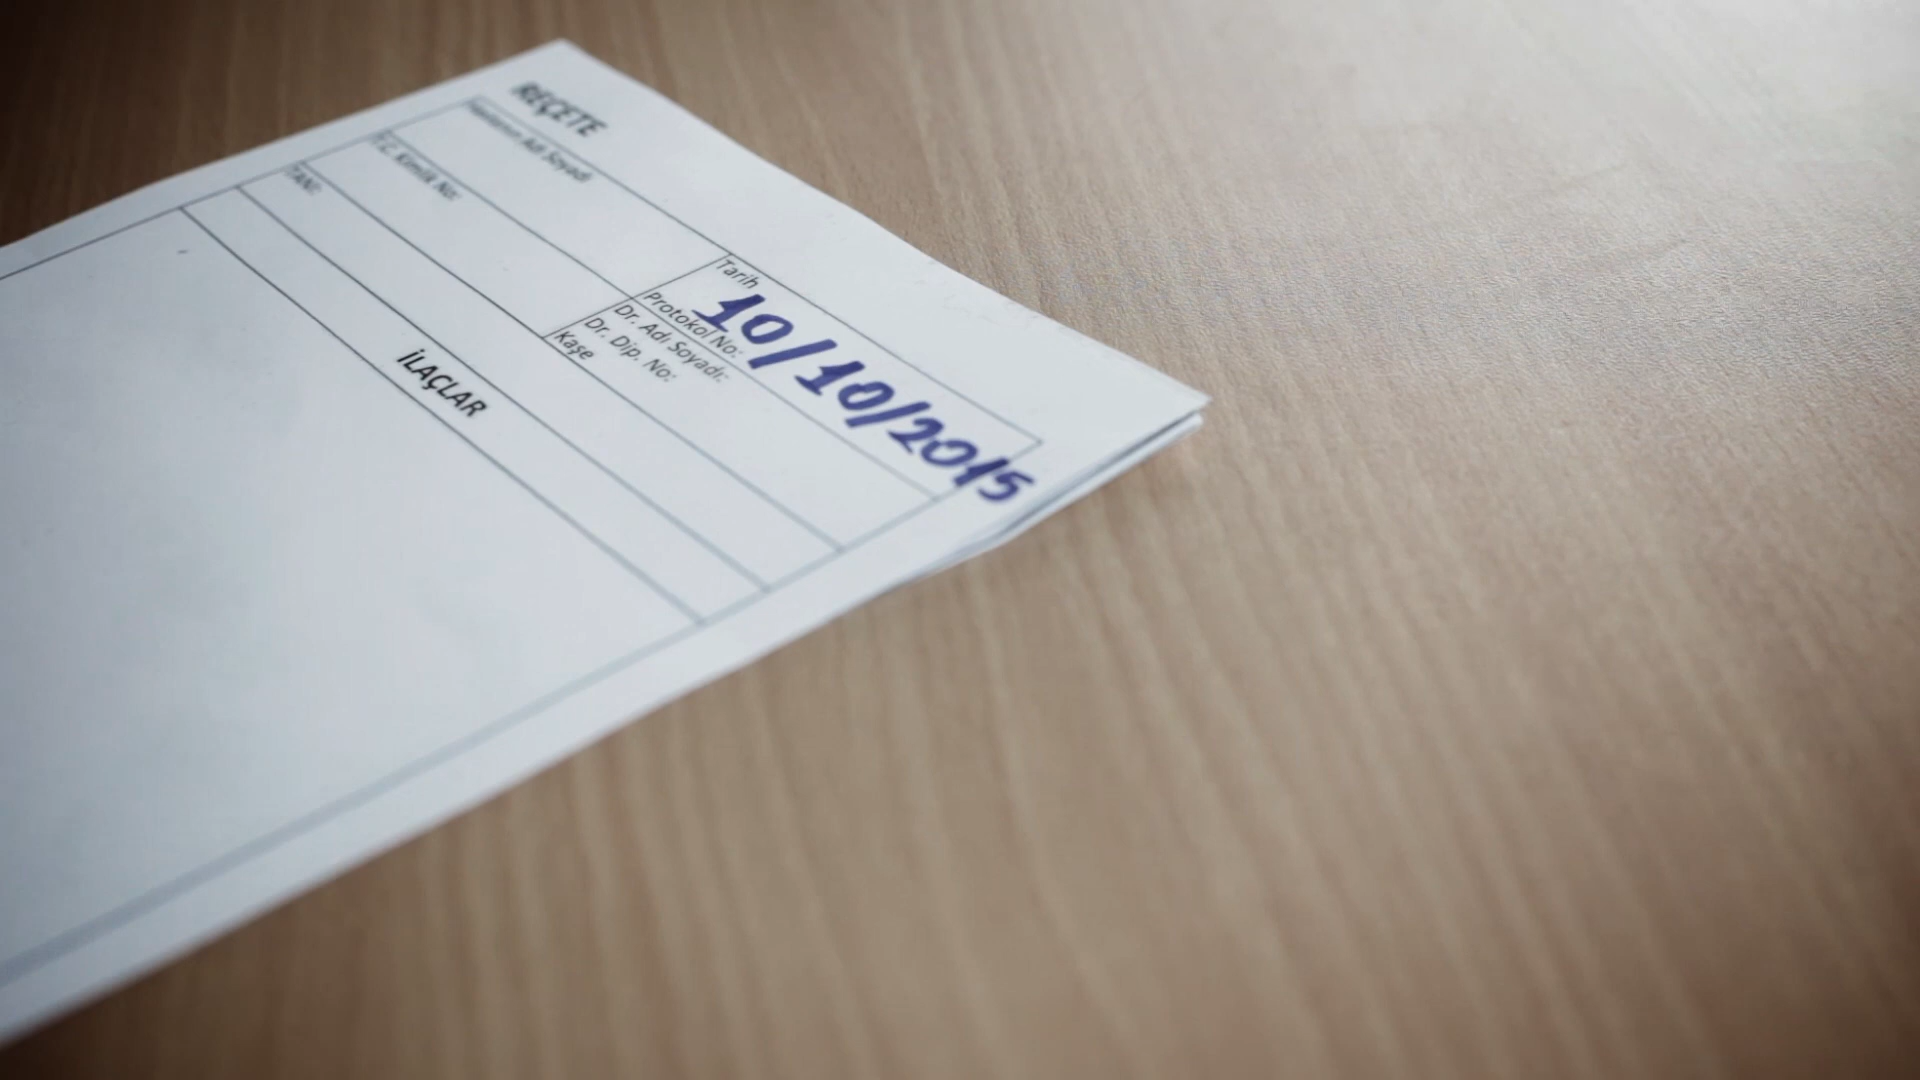 REÇETE
Hastanın Adı Soyadı
T.C. Kimlik No:
TANI:
Tarih
10/10/2015
Protokol No:
Dr. Adı Soyadı:
Dr. Dip. No:
Kaşe
İLAÇLAR